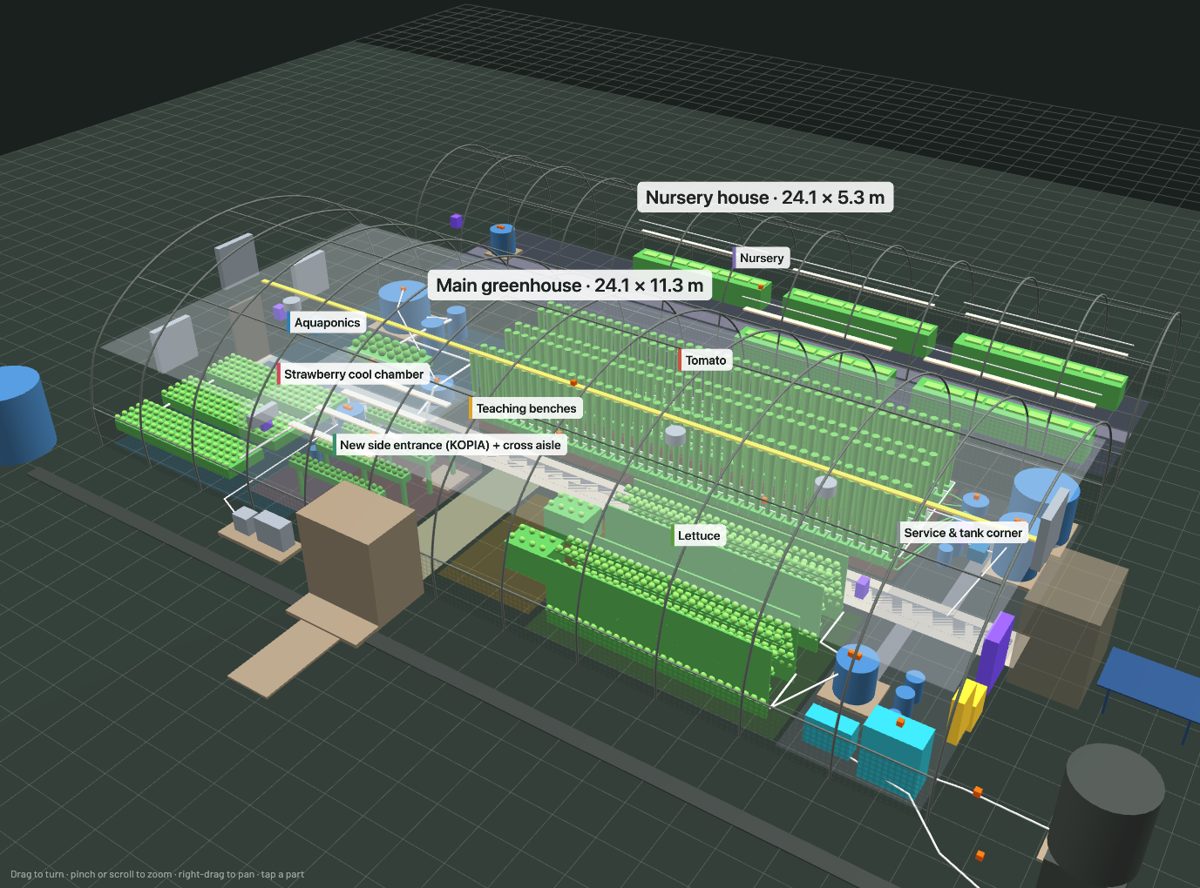 Nursery house · 24.1 × 5.3 m
Nursery
Main greenhouse · 24.1 × 11.3 m
Aquaponics
Tomato
Strawberry cool chamber
Teaching benches
New side entrance (KOPIA) + cross aisle
Lettuce
Service & tank corner
Drag to turn · pinch or scroll to zoom · right-drag to pan · tap a part